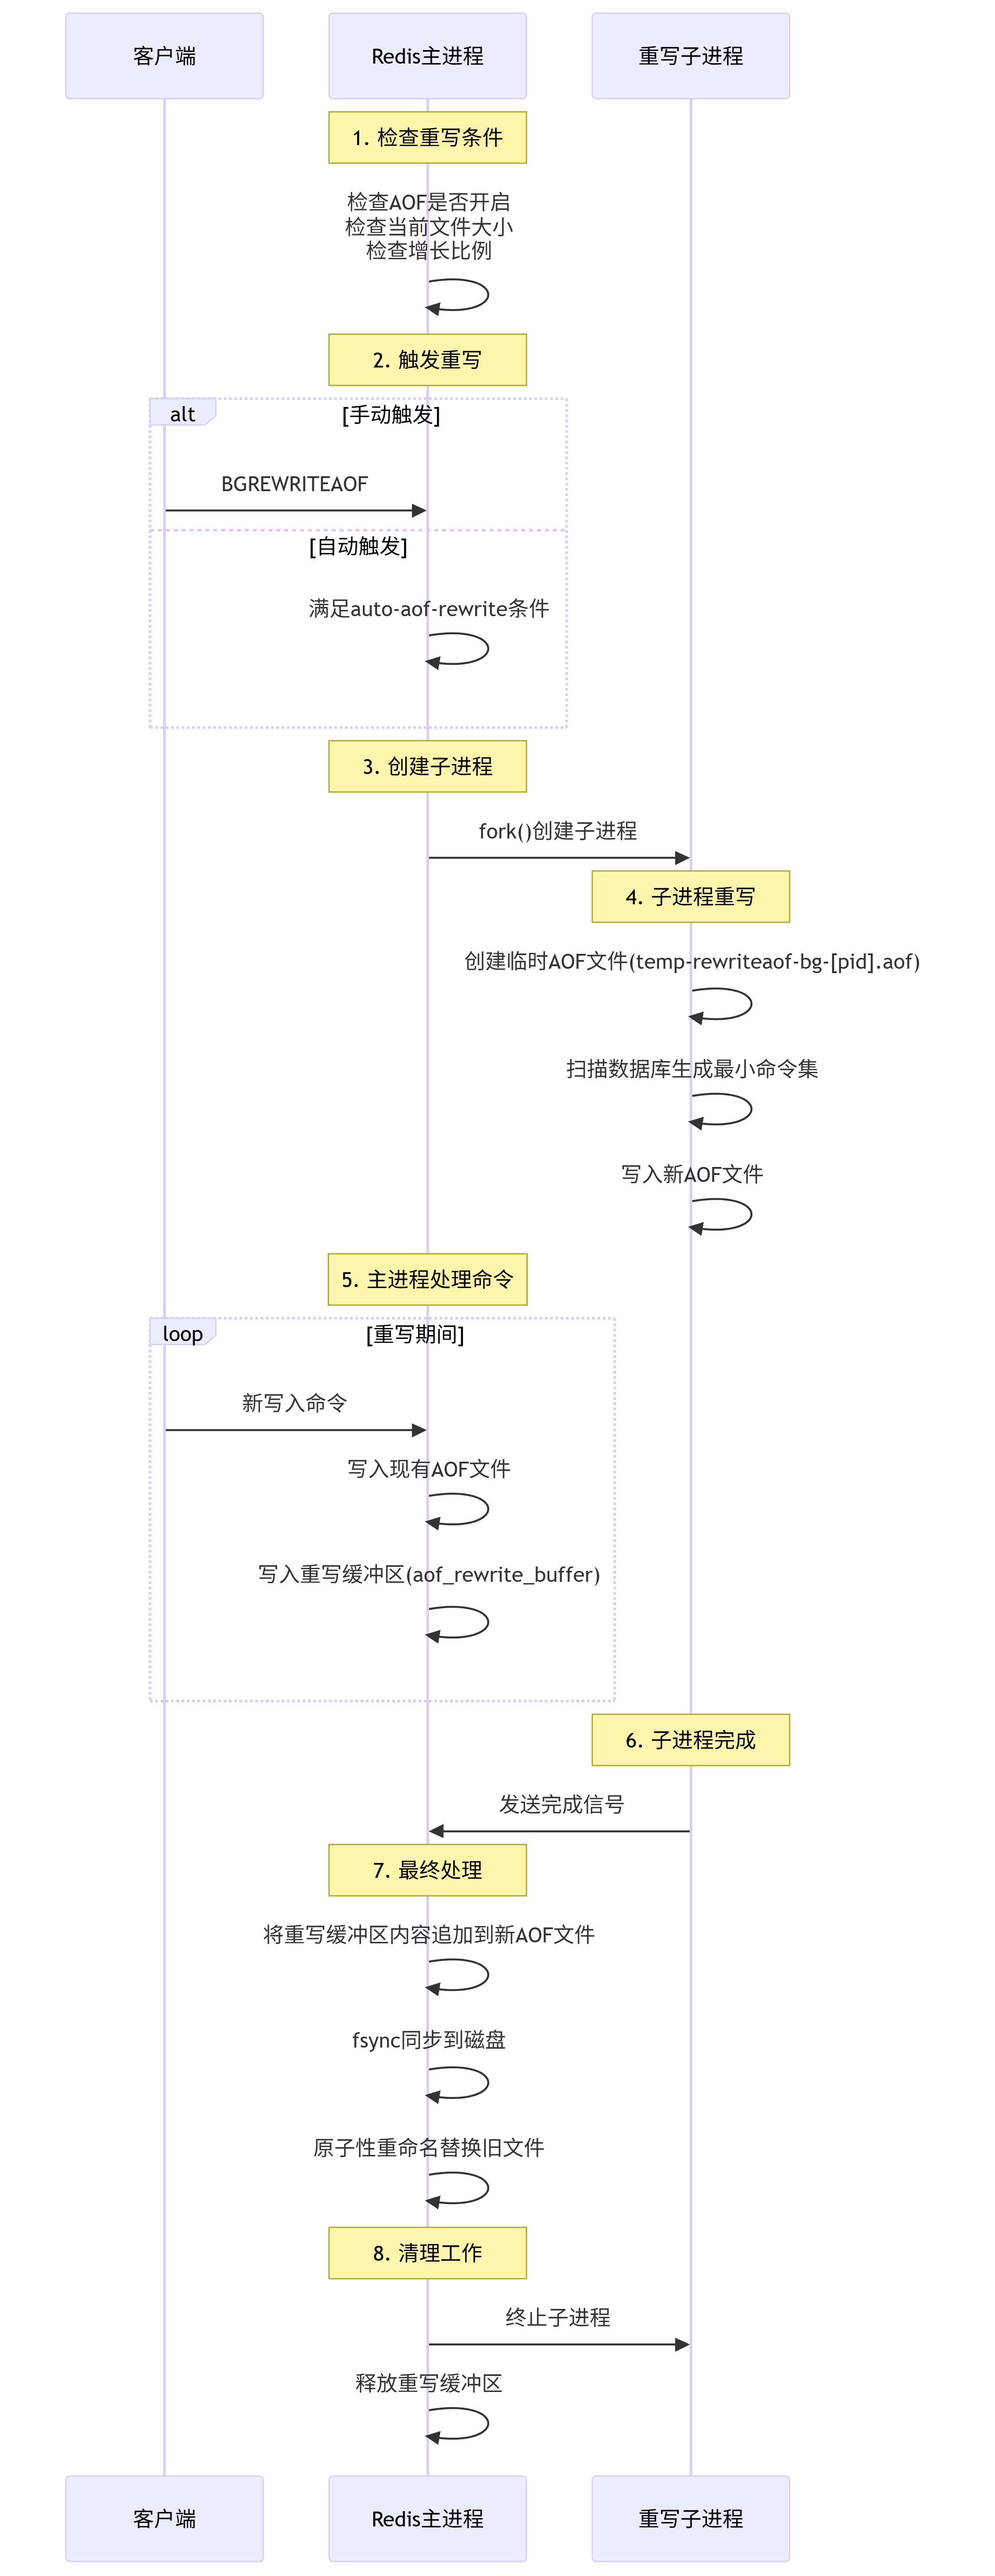 客户端
Redis主进程
重写子进程
1. 检查重写条件
检查AOF是否开启
检查当前文件大小
检查增长比例
2. 触发重写
alt
[手动触发]
BGREWRITEAOF
[自动触发]
满足auto-aof-rewrite条件
3. 创建子进程
fork()创建子进程
4. 子进程重写
创建临时AOF文件(temp-rewriteaof-bg-[pid].aof)
扫描数据库生成最小命令集
写入新AOF文件
5. 主进程处理命令
loop
[重写期间]
新写入命令
写入现有AOF文件
写入重写缓冲区(aof_rewrite_buffer)
6. 子进程完成
发送完成信号
7. 最终处理
将重写缓冲区内容追加到新AOF文件
fsync同步到磁盘
原子性重命名替换旧文件
8. 清理工作
终止子进程
释放重写缓冲区
客户端
Redis主进程
重写子进程